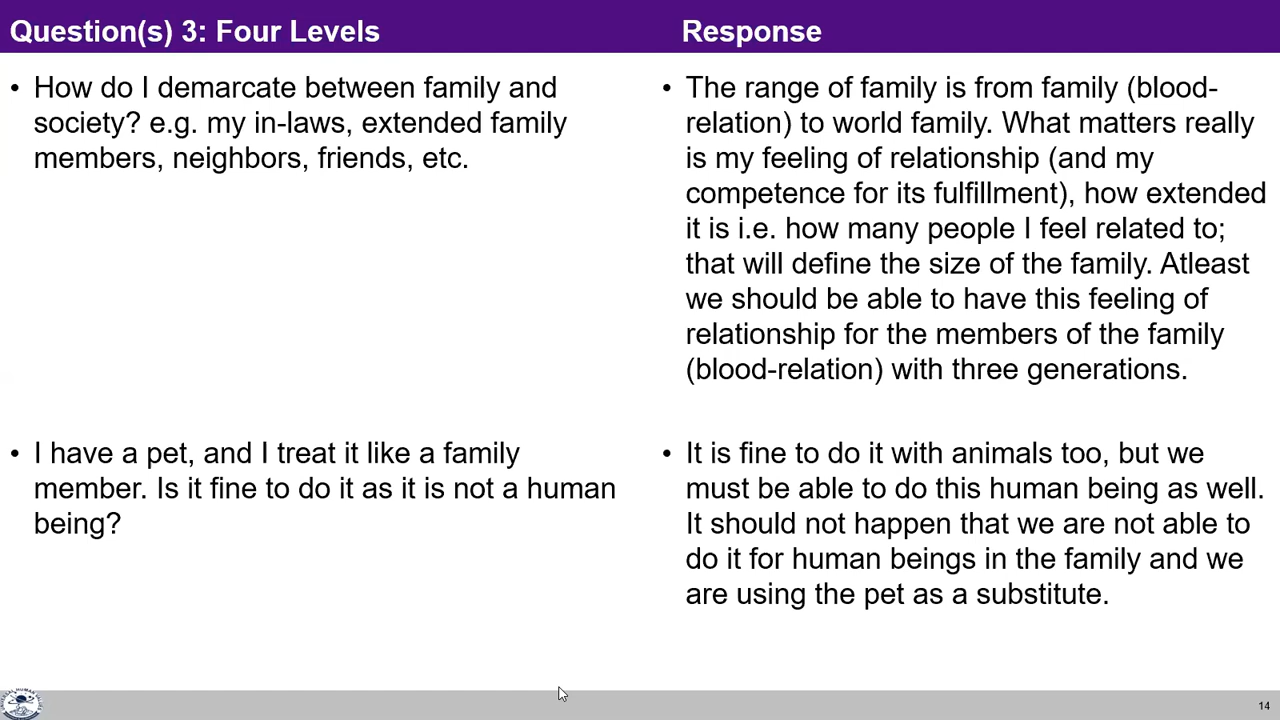 Question(s) 3: Four Levels
Response
• How do I demarcate between family and
society? e.g. my in-laws, extended family
members, neighbors, friends, etc.
• The range of family is from family (blood-
relation) to world family. What matters really
is my feeling of relationship (and my
competence for its fulfillment), how extended
it is i.e. how many people I feel related to;
that will define the size of the family. Atleast
we should be able to have this feeling of
relationship for the members of the family
(blood-relation) with three generations.
• I have a pet, and I treat it like a family
member. Is it fine to do it as it is not a human
being?
• It is fine to do it with animals too, but we
must be able to do this human being as well.
It should not happen that we are not able to
do it for human beings in the family and we
are using the pet as a substitute.
14